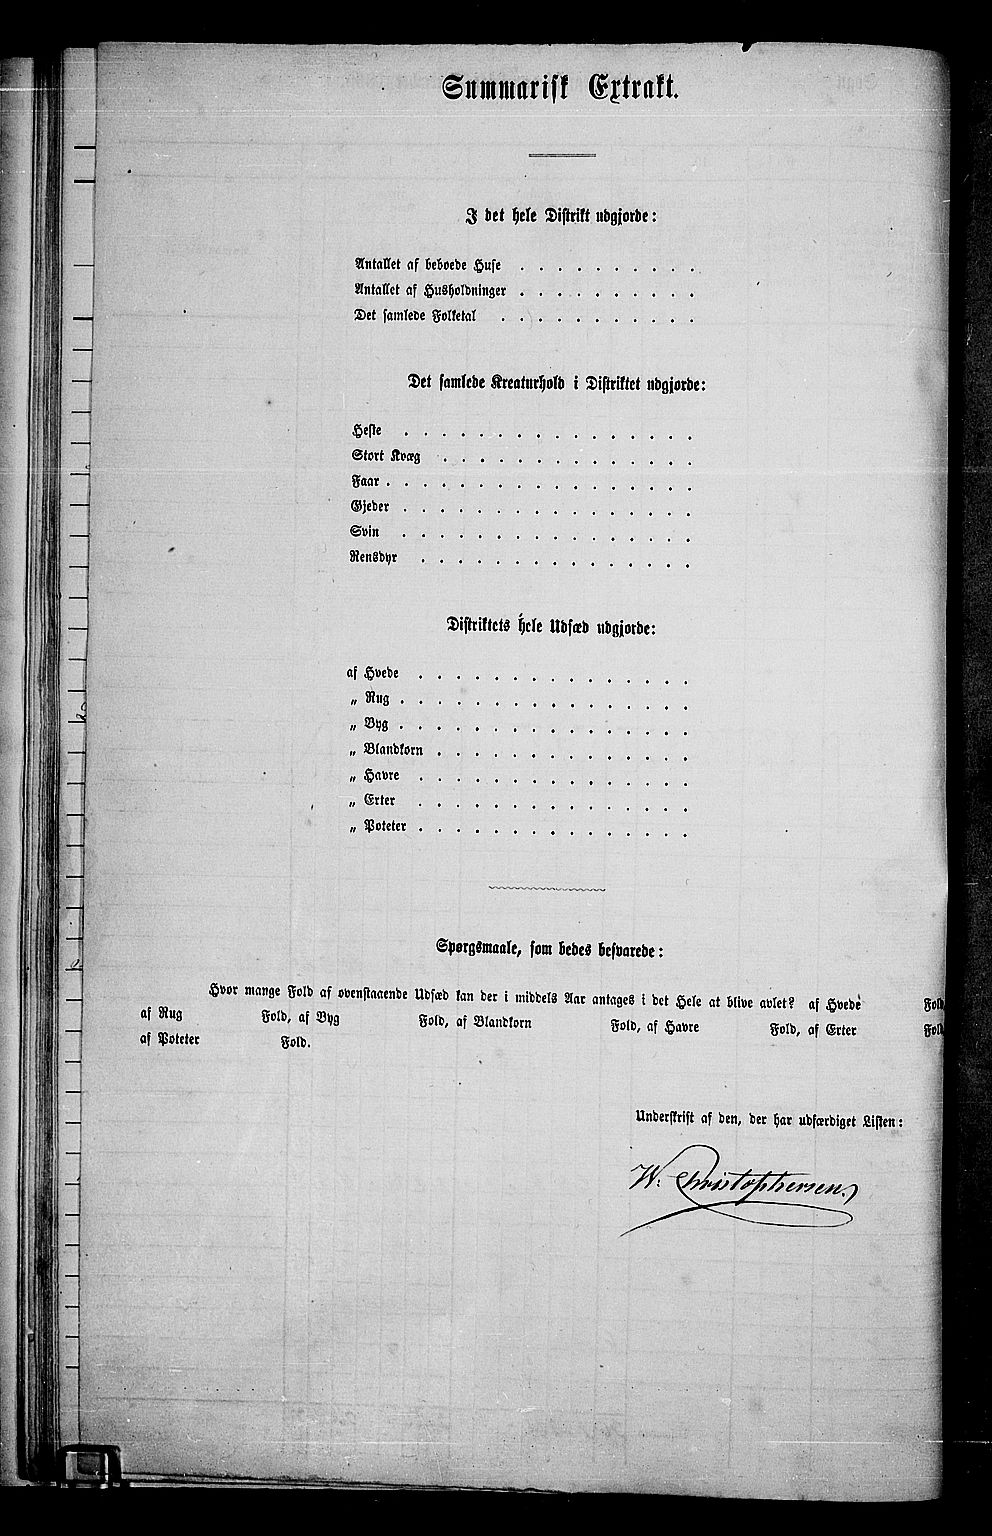 Summarisk Extrakt.
I det hele Distrikt udgjorde:
Antallet af beboede Huse . . . . . . . . . .
Antallet af Husholdninger . . . . . . . . . .
Det samlede Folketal . . . . . . . . . . .
Det samlede Kreaturhold i Distriktet udgjorde:
Heste . . . . . . . . . . . . . . . .
Stort Kvæg . . . . . . . . . . . . . .
Faar . . . . . . . . . . . . . . . . .
Gjeder . . . . . . . . . . . . . . . .
Svin . . . . . . . . . . . . . . . .
Rensdyr . . . . . . . . . . . . . . .
Distriktets hele Udsæd udgjorde:
af Hvede . . . . . . . . . . . . . . .
„ Rug . . . . . . . . . . . . . . . .
„ Byg . . . . . . . . . . . . . . . .
„ Blandkorn . . . . . . . . . . . . . .
„ Havre . . . . . . . . . . . . . . .
„ Erter . . . . . . . . . . . . . . .
„ Poteter . . . . . . . . . . . . . . .
Spørgsmaale, som bedes besvarede:
Hvor mange Fold af ovenstaaende Udsæd kan der i middels Aar antages i det Hele at blive avlet? af Hvede Fold,
af Rug Fold, af Byg Fold, af Blandkorn Fold, af Havre Fold, af Erter Fold,
af Poteter Fold.
Underskrift af den, der har udfærdiget Listen:
W. Christophersen.